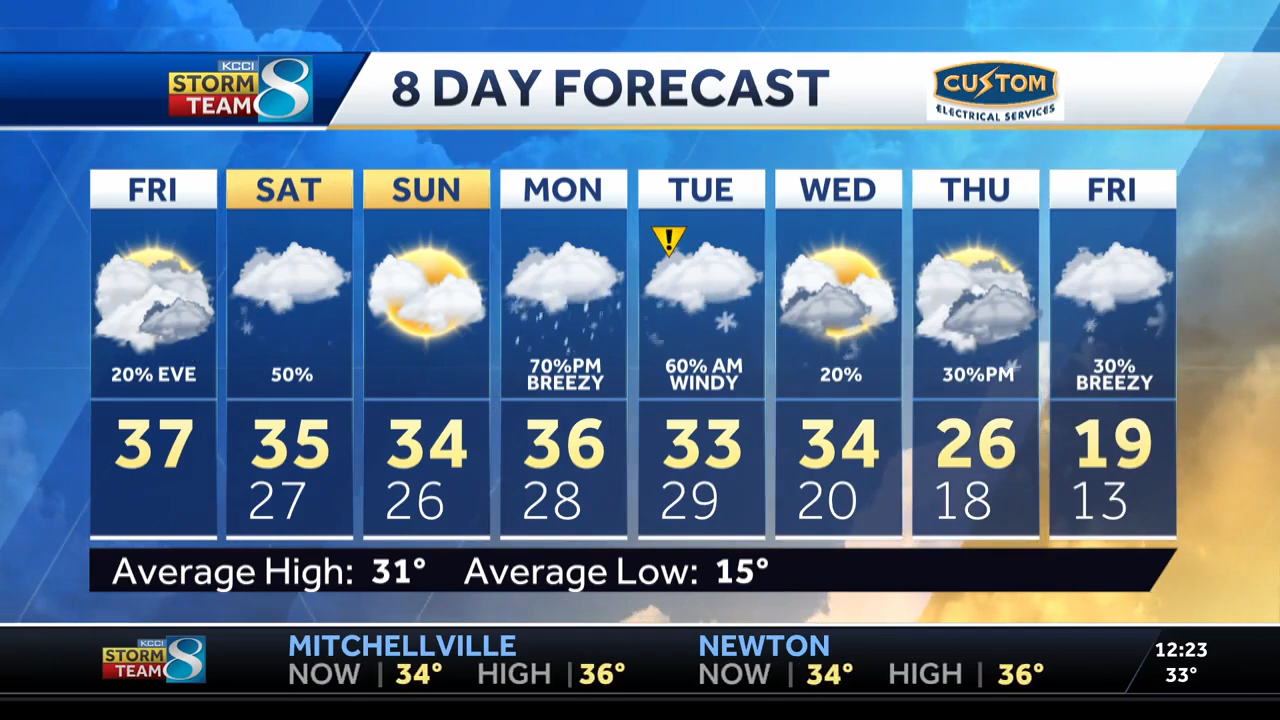 KCCI
STORM
TEAM 8
8 DAY FORECAST
CUSTOM
ELECTRICAL SERVICES
FRI SAT SUN MON TUE WED THU FRI
!
20% EVE 50% 70%PM 60% AM 20% 30%PM 30%
BREEZY WINDY BREEZY
37 35 34 36 33 34 26 19
27 26 28 29 20 18 13
Average High: 31° Average Low: 15°
KCCI
STORM
TEAM 8
MITCHELLVILLE NEWTON
NOW | 34° HIGH | 36° NOW | 34° HIGH | 36°
12:23
33°